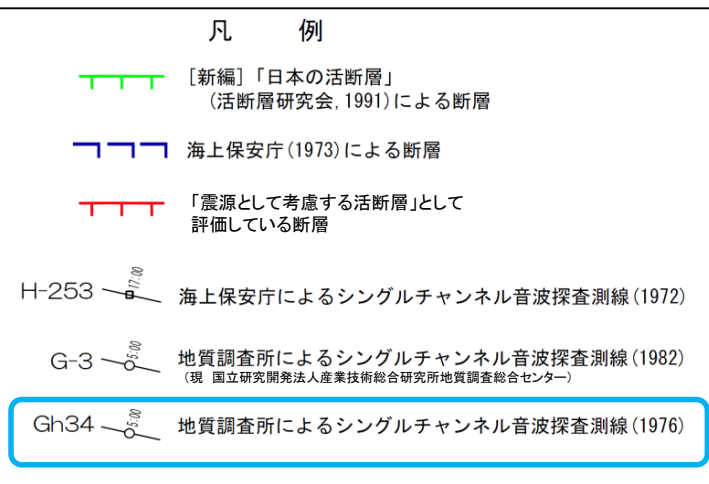 凡　例
[新編]「日本の活断層」
(活断層研究会,1991)による断層
海上保安庁(1973)による断層
「震源として考慮する活断層」として
評価している断層
H-253 17:00 海上保安庁によるシングルチャンネル音波探査測線(1972)
G-3 5:00 地質調査所によるシングルチャンネル音波探査測線(1982)
(現　国立研究開発法人産業技術総合研究所地質調査総合センター)
Gh34 5:00 地質調査所によるシングルチャンネル音波探査測線(1976)